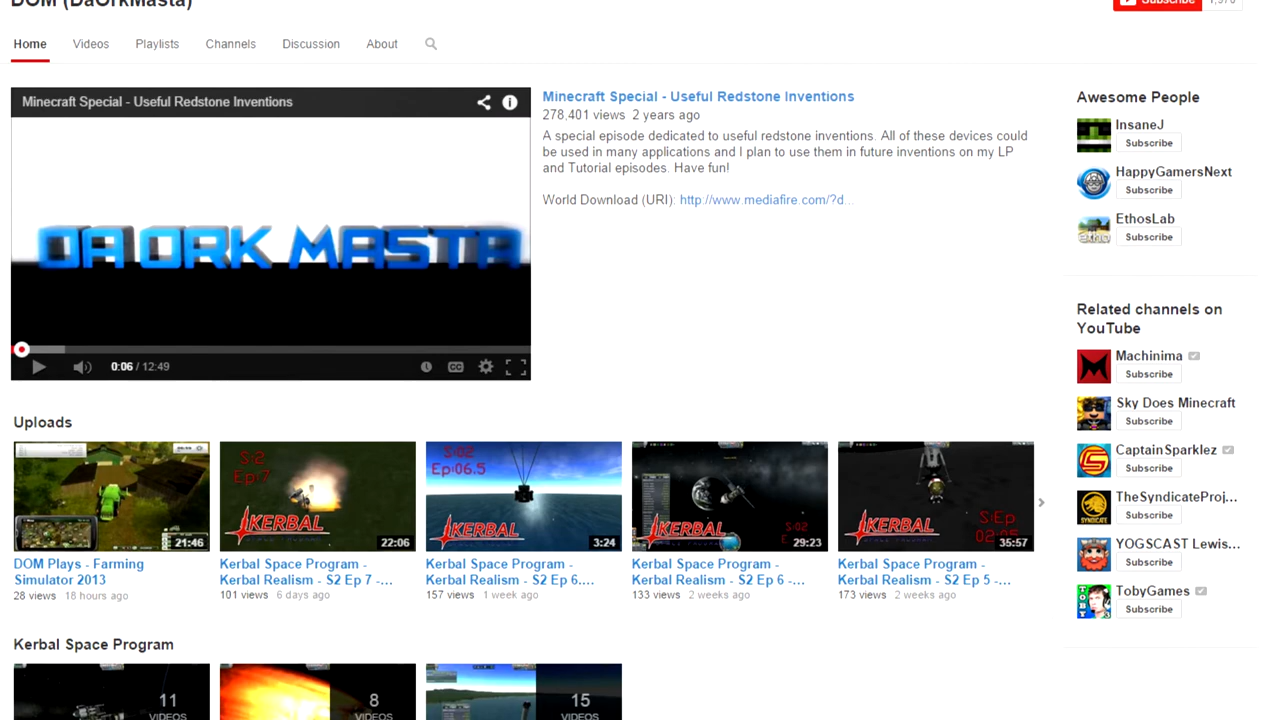 DOM (DaOrkMasta)
Subscribe
Home Videos Playlists Channels Discussion About
Minecraft Special - Useful Redstone Inventions
DA ORK MASTA
0:06 / 12:49
CC
Minecraft Special - Useful Redstone Inventions
278,401 views 2 years ago
A special episode dedicated to useful redstone inventions. All of these devices could
be used in many applications and I plan to use them in future inventions on my LP
and Tutorial episodes. Have fun!
World Download (URI): http://www.mediafire.com/?d...
Awesome People
InsaneJ
Subscribe
HappyGamersNext
Subscribe
EthosLab
Subscribe
Related channels on
YouTube
Machinima
Subscribe
Sky Does Minecraft
Subscribe
CaptainSparklez
Subscribe
TheSyndicateProj...
SYNDICATE
Subscribe
YOGSCAST Lewis...
Subscribe
TobyGames
TOBY
Subscribe
Uploads
21:46
DOM Plays - Farming
Simulator 2013
28 views 18 hours ago
S:2
Ep:7
KERBAL
22:06
Kerbal Space Program -
Kerbal Realism - S2 Ep 7 -...
101 views 6 days ago
S:02
Ep:06.5
KERBAL
3:24
Kerbal Space Program -
Kerbal Realism - S2 Ep 6....
157 views 1 week ago
KERBAL
S:02
29:23
Kerbal Space Program -
Kerbal Realism - S2 Ep 6 -...
133 views 2 weeks ago
KERBAL
S:Ep
02:05
35:57
Kerbal Space Program -
Kerbal Realism - S2 Ep 5 -...
173 views 2 weeks ago
Kerbal Space Program
11
VIDEOS
8
VIDEOS
15
VIDEOS